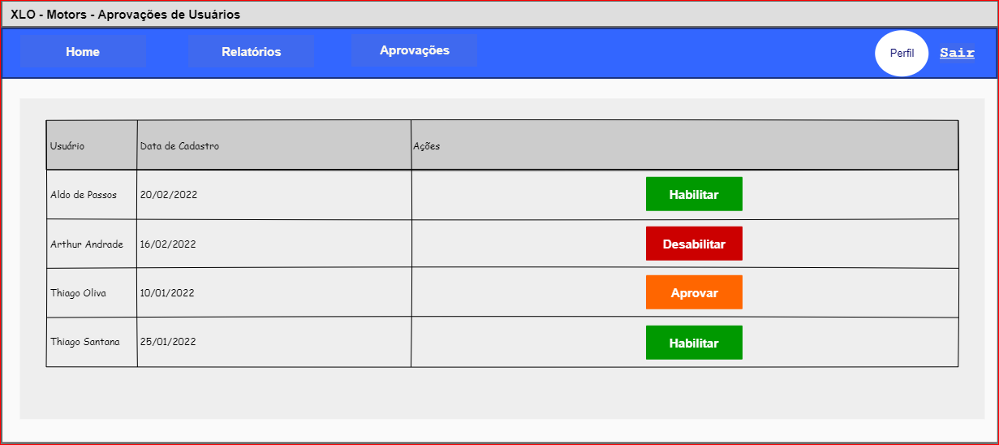 XLO - Motors - Aprovações de Usuários
Home Relatórios Aprovações Perfil Sair
Usuário Data de Cadastro Ações
Aldo de Passos 20/02/2022 Habilitar
Arthur Andrade 16/02/2022 Desabilitar
Thiago Oliva 10/01/2022 Aprovar
Thiago Santana 25/01/2022 Habilitar